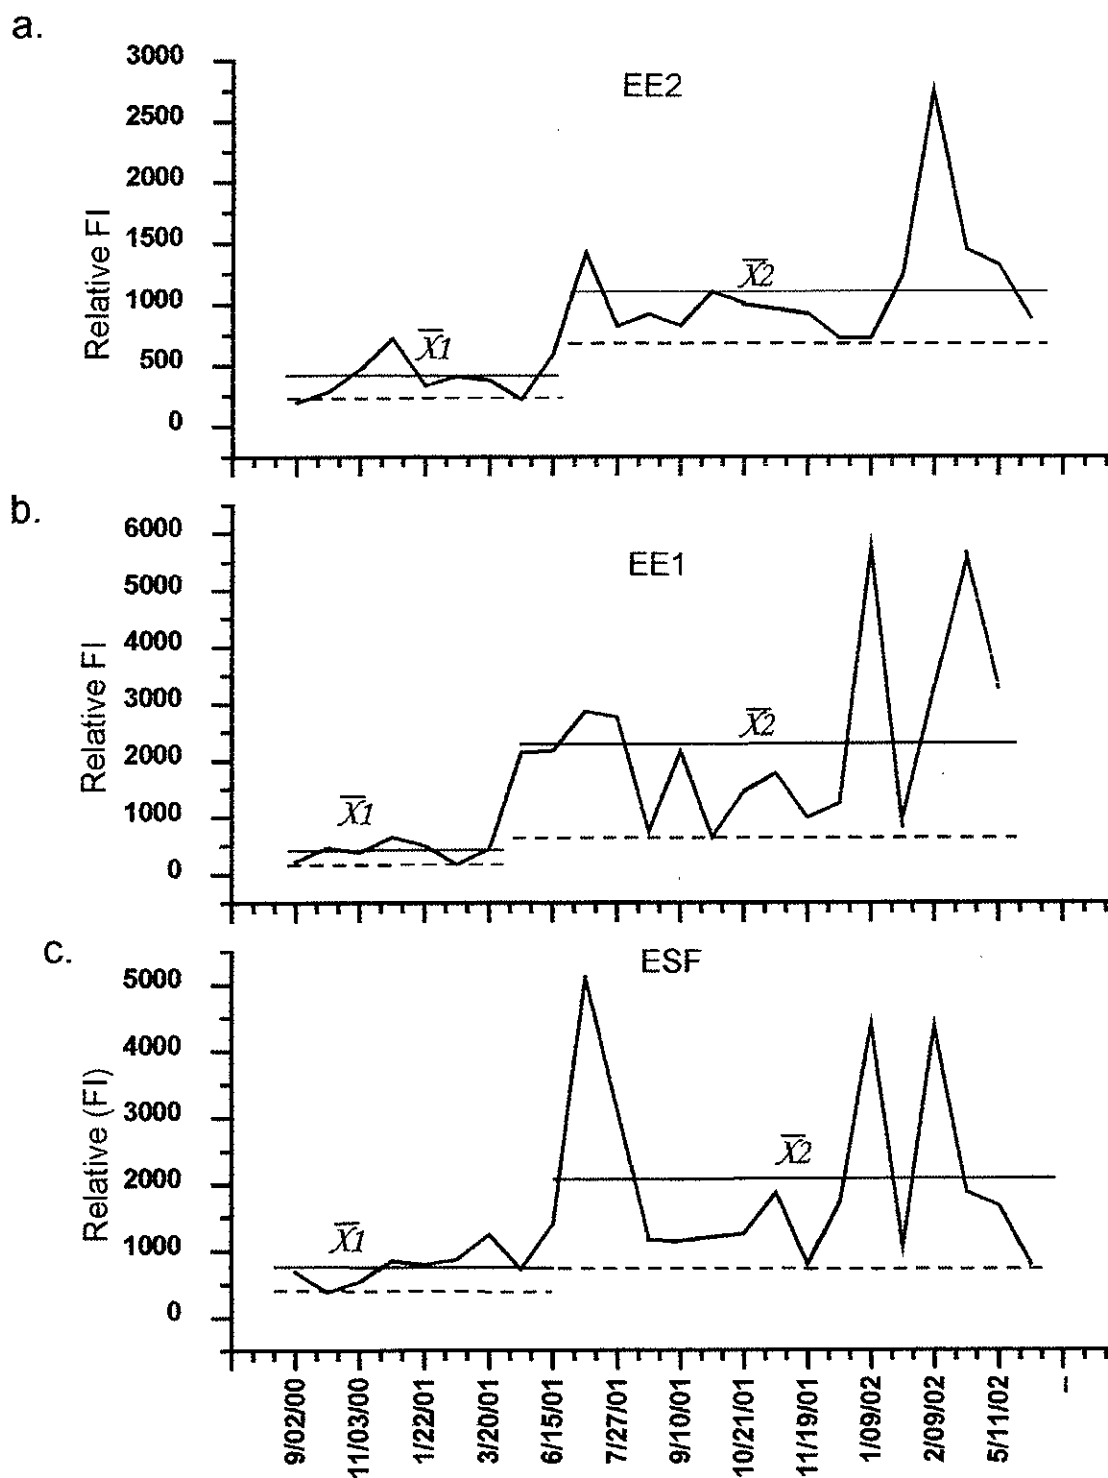 a.
EE2
Relative FI
3000
2500
2000
1500
1000
500
0
X̅1
X̅2
b.
EE1
Relative FI
6000
5000
4000
3000
2000
1000
0
X̅1
X̅2
c.
ESF
Relative (FI)
5000
4000
3000
2000
1000
0
X̅1
X̅2
9/02/00
11/03/00
1/22/01
3/20/01
6/15/01
7/27/01
9/10/01
10/21/01
11/19/01
1/09/02
2/09/02
5/11/02
--